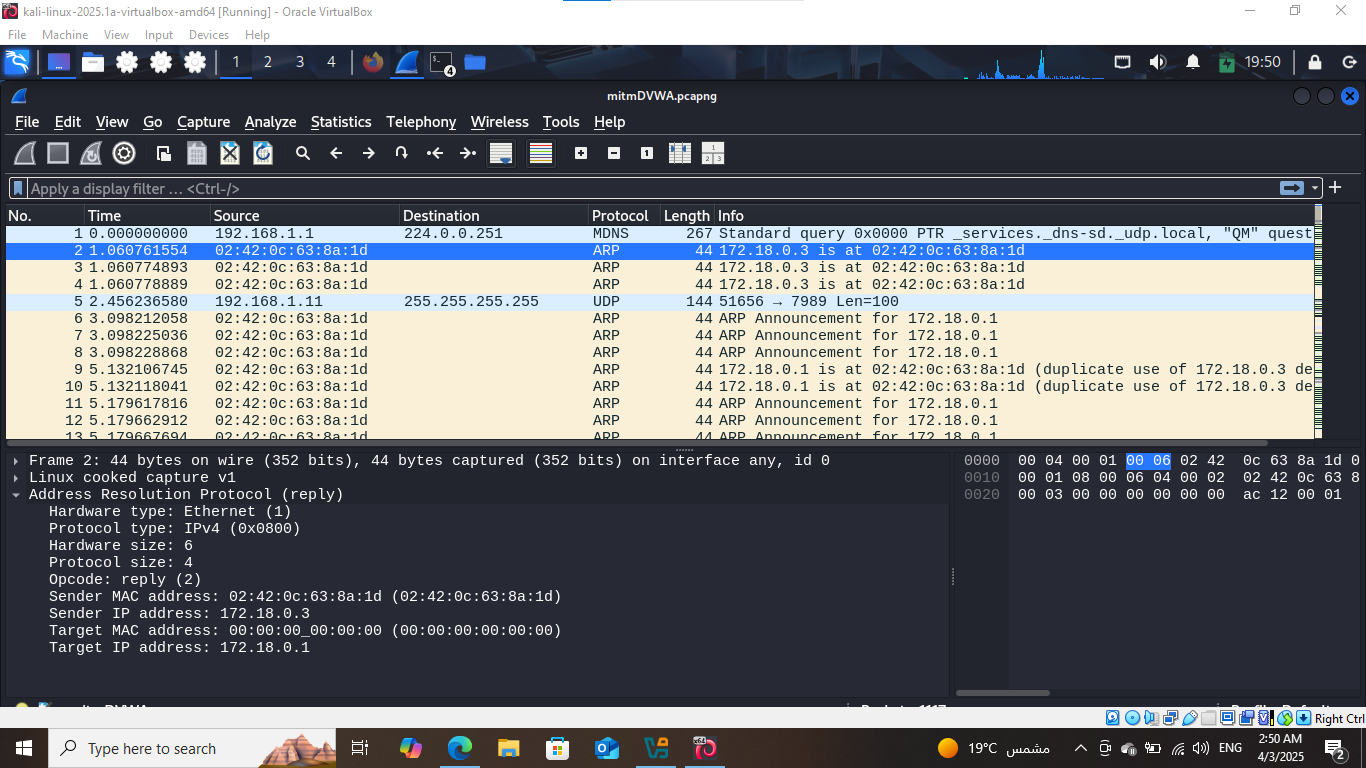 kali-linux-2025.1a-virtualbox-amd64 [Running] - Oracle VirtualBox
File Machine View Input Devices Help
1 2 3 4 4 19:50
mitmDVWA.pcapng
File Edit View Go Capture Analyze Statistics Telephony Wireless Tools Help
Apply a display filter … <Ctrl-/>
No. Time Source Destination Protocol Length Info
1 0.000000000 192.168.1.1 224.0.0.251 MDNS 267 Standard query 0x0000 PTR _services._dns-sd._udp.local, "QM" quest
2 1.060761554 02:42:0c:63:8a:1d ARP 44 172.18.0.3 is at 02:42:0c:63:8a:1d
3 1.060774893 02:42:0c:63:8a:1d ARP 44 172.18.0.3 is at 02:42:0c:63:8a:1d
4 1.060778889 02:42:0c:63:8a:1d ARP 44 172.18.0.3 is at 02:42:0c:63:8a:1d
5 2.456236580 192.168.1.11 255.255.255.255 UDP 144 51656 → 7989 Len=100
6 3.098212058 02:42:0c:63:8a:1d ARP 44 ARP Announcement for 172.18.0.1
7 3.098225036 02:42:0c:63:8a:1d ARP 44 ARP Announcement for 172.18.0.1
8 3.098228868 02:42:0c:63:8a:1d ARP 44 ARP Announcement for 172.18.0.1
9 5.132106745 02:42:0c:63:8a:1d ARP 44 172.18.0.1 is at 02:42:0c:63:8a:1d (duplicate use of 172.18.0.3 de
10 5.132118041 02:42:0c:63:8a:1d ARP 44 172.18.0.1 is at 02:42:0c:63:8a:1d (duplicate use of 172.18.0.3 de
11 5.179617816 02:42:0c:63:8a:1d ARP 44 ARP Announcement for 172.18.0.1
12 5.179662912 02:42:0c:63:8a:1d ARP 44 ARP Announcement for 172.18.0.1
13 5.179667694 02:42:0c:63:8a:1d ARP 44 ARP Announcement for 172.18.0.1
Frame 2: 44 bytes on wire (352 bits), 44 bytes captured (352 bits) on interface any, id 0
Linux cooked capture v1
Address Resolution Protocol (reply)
Hardware type: Ethernet (1)
Protocol type: IPv4 (0x0800)
Hardware size: 6
Protocol size: 4
Opcode: reply (2)
Sender MAC address: 02:42:0c:63:8a:1d (02:42:0c:63:8a:1d)
Sender IP address: 172.18.0.3
Target MAC address: 00:00:00_00:00:00 (00:00:00:00:00:00)
Target IP address: 172.18.0.1
0000 00 04 00 01 00 06 02 42 0c 63 8a 1d 0
0010 00 01 08 00 06 04 00 02 02 42 0c 63 8
0020 00 03 00 00 00 00 00 00 ac 12 00 01
Right Ctrl
Type here to search
19°C مشمس
ENG
2:50 AM
4/3/2025
2